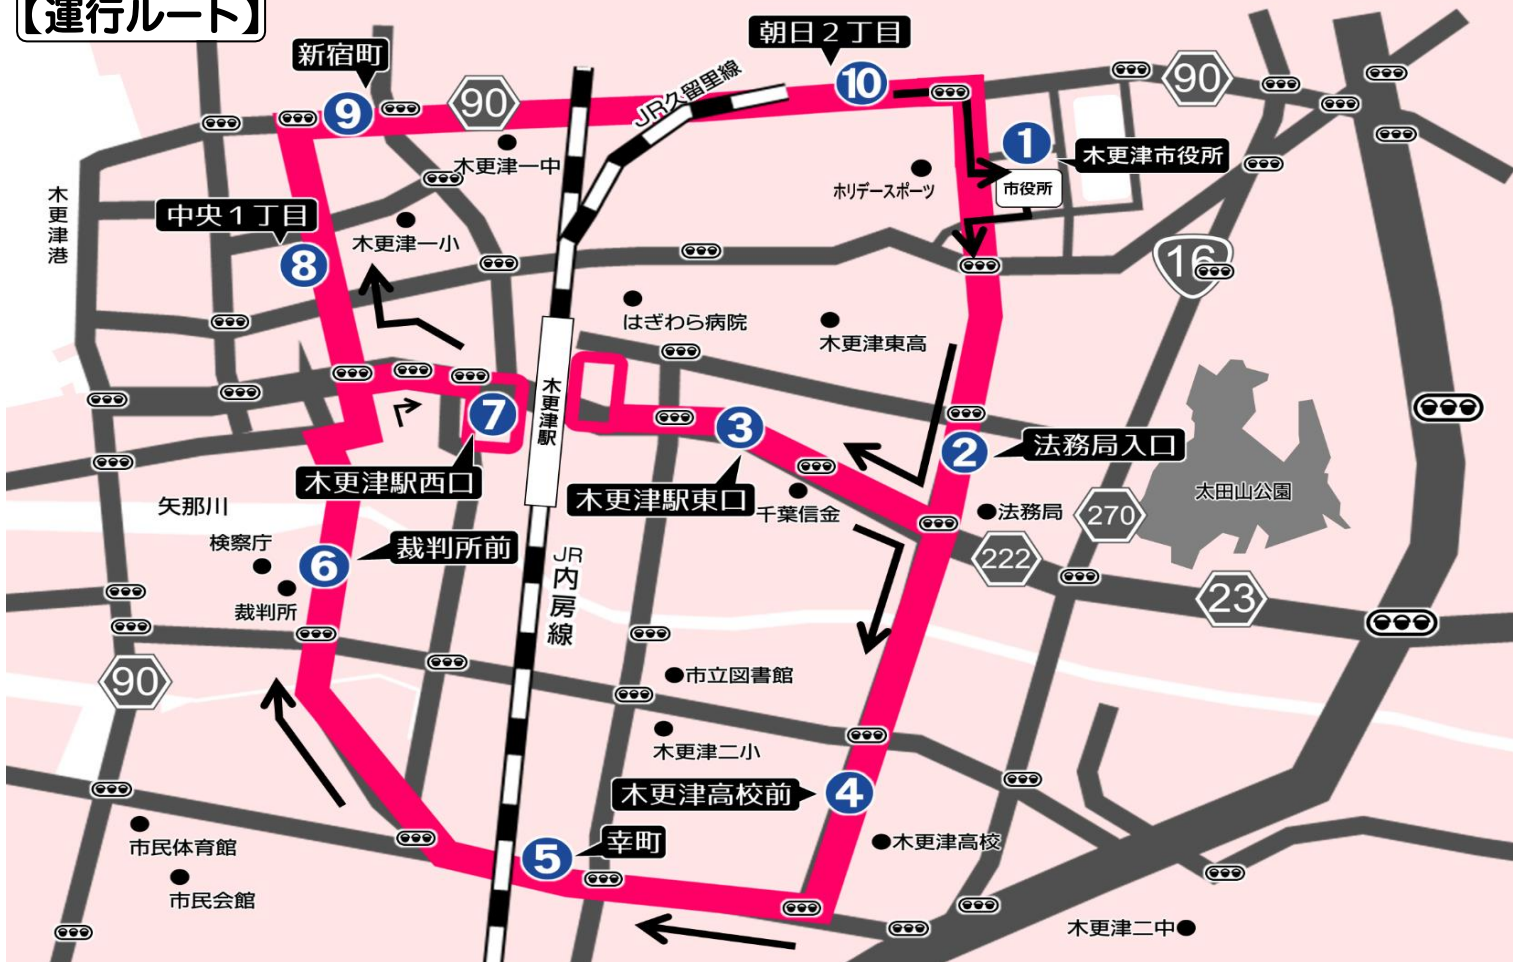 【運行ルート】
朝日２丁目
新宿町
10
90
JR久留里線
90
9
1
木更津市役所
木更津一中
ホリデースポーツ
市役所
木更津港
中央１丁目
木更津一小
8
16
はぎわら病院
木更津東高
木更津駅
7
3
2
法務局入口
木更津駅西口
木更津駅東口
太田山公園
矢那川
千葉信金
法務局
270
検察庁
6
裁判所前
JR内房線
222
23
裁判所
90
市立図書館
木更津二小
木更津高校前
4
市民体育館
5
幸町
木更津高校
市民会館
木更津二中